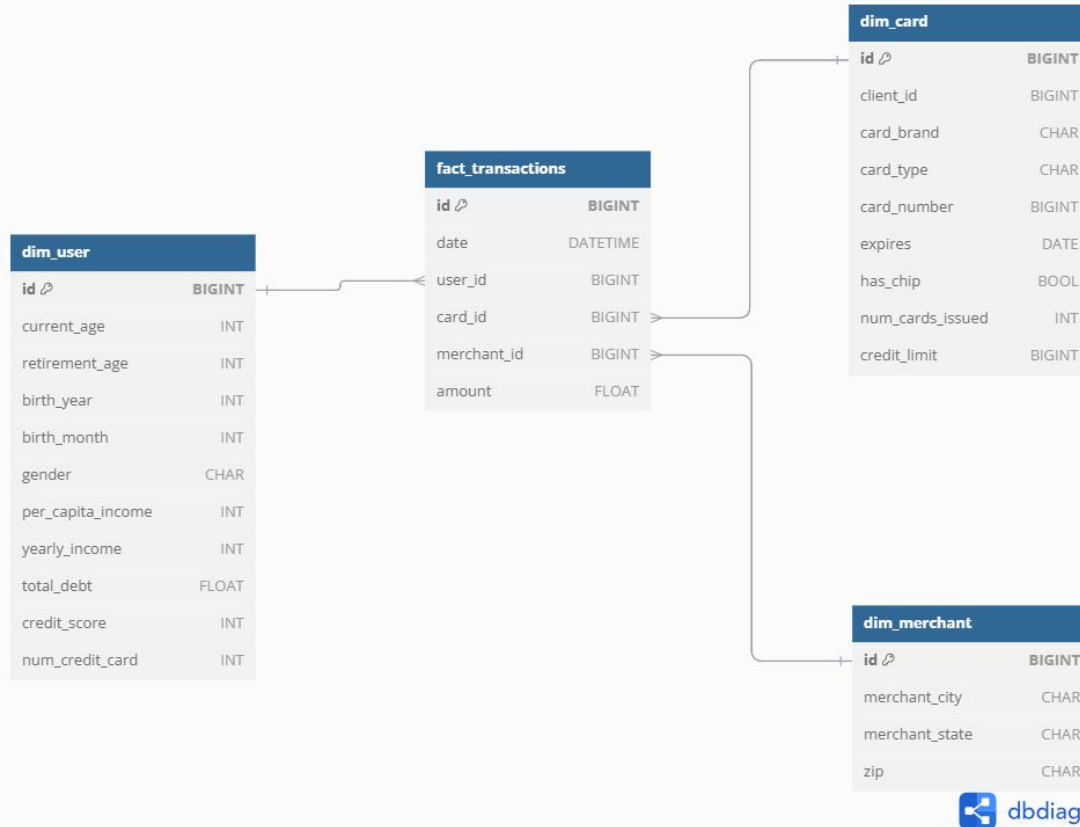 dim_user
id BIGINT
current_age INT
retirement_age INT
birth_year INT
birth_month INT
gender CHAR
per_capita_income INT
yearly_income INT
total_debt FLOAT
credit_score INT
num_credit_card INT
fact_transactions
id BIGINT
date DATETIME
user_id BIGINT
card_id BIGINT
merchant_id BIGINT
amount FLOAT
dim_card
id BIGINT
client_id BIGINT
card_brand CHAR
card_type CHAR
card_number BIGINT
expires DATE
has_chip BOOL
num_cards_issued INT
credit_limit BIGINT
dim_merchant
id BIGINT
merchant_city CHAR
merchant_state CHAR
zip CHAR
dbdiag